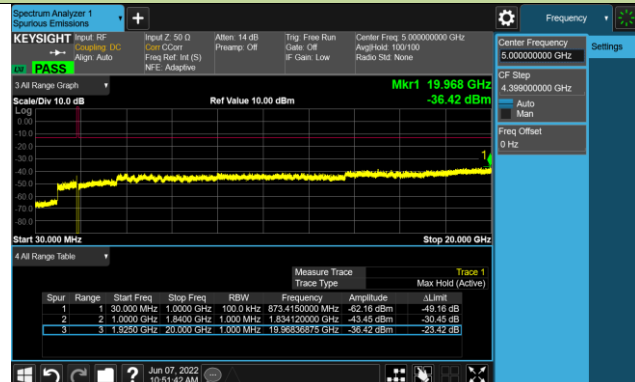 Spectrum Analyzer 1
Spurious Emissions
Frequency
KEYSIGHT Input: RF Input Z: 50 Ω Atten: 14 dB Trig: Free Run Center Freq: 5.000000000 GHz
Coupling: DC Corr CCorr Preamp: Off Gate: Off Avg|Hold: 100/100
Align: Auto Freq Ref: Int (S) IF Gain: Low Radio Std: None
NFE: Adaptive
PASS
Center Frequency
5.000000000 GHz
Settings
CF Step
4.399000000 GHz
Auto
Man
Freq Offset
0 Hz
3 All Range Graph
Mkr1 19.968 GHz
Scale/Div 10.0 dB Ref Value 10.00 dBm -36.42 dBm
Log
0.00
-10.0
-20.0
-30.0
-40.0
-50.0
-60.0
-70.0
-80.0
1
Start 30.000 MHz Stop 20.000 GHz
4 All Range Table
Measure Trace Trace 1
Trace Type Max Hold (Active)
Spur Range Start Freq Stop Freq RBW Frequency Amplitude ΔLimit
1 1 30.000 MHz 1.0000 GHz 100.0 kHz 873.4150000 MHz -62.16 dBm -49.16 dB
2 2 1.0000 GHz 1.8400 GHz 1.000 MHz 1.834120000 GHz -43.45 dBm -30.45 dB
3 3 1.9250 GHz 20.000 GHz 1.000 MHz 19.96836875 GHz -36.42 dBm -23.42 dB
Jun 07, 2022
10:51:42 AM